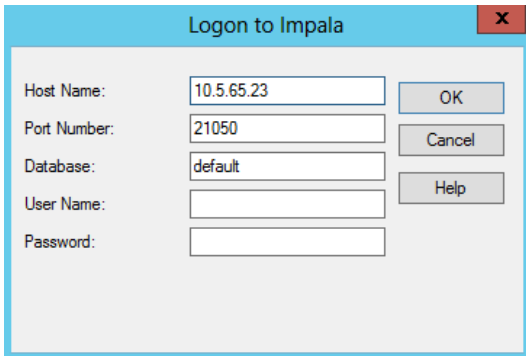 Logon to Impala
x
Host Name: 10.5.65.23
OK
Port Number: 21050
Cancel
Database: default
Help
User Name:
Password: